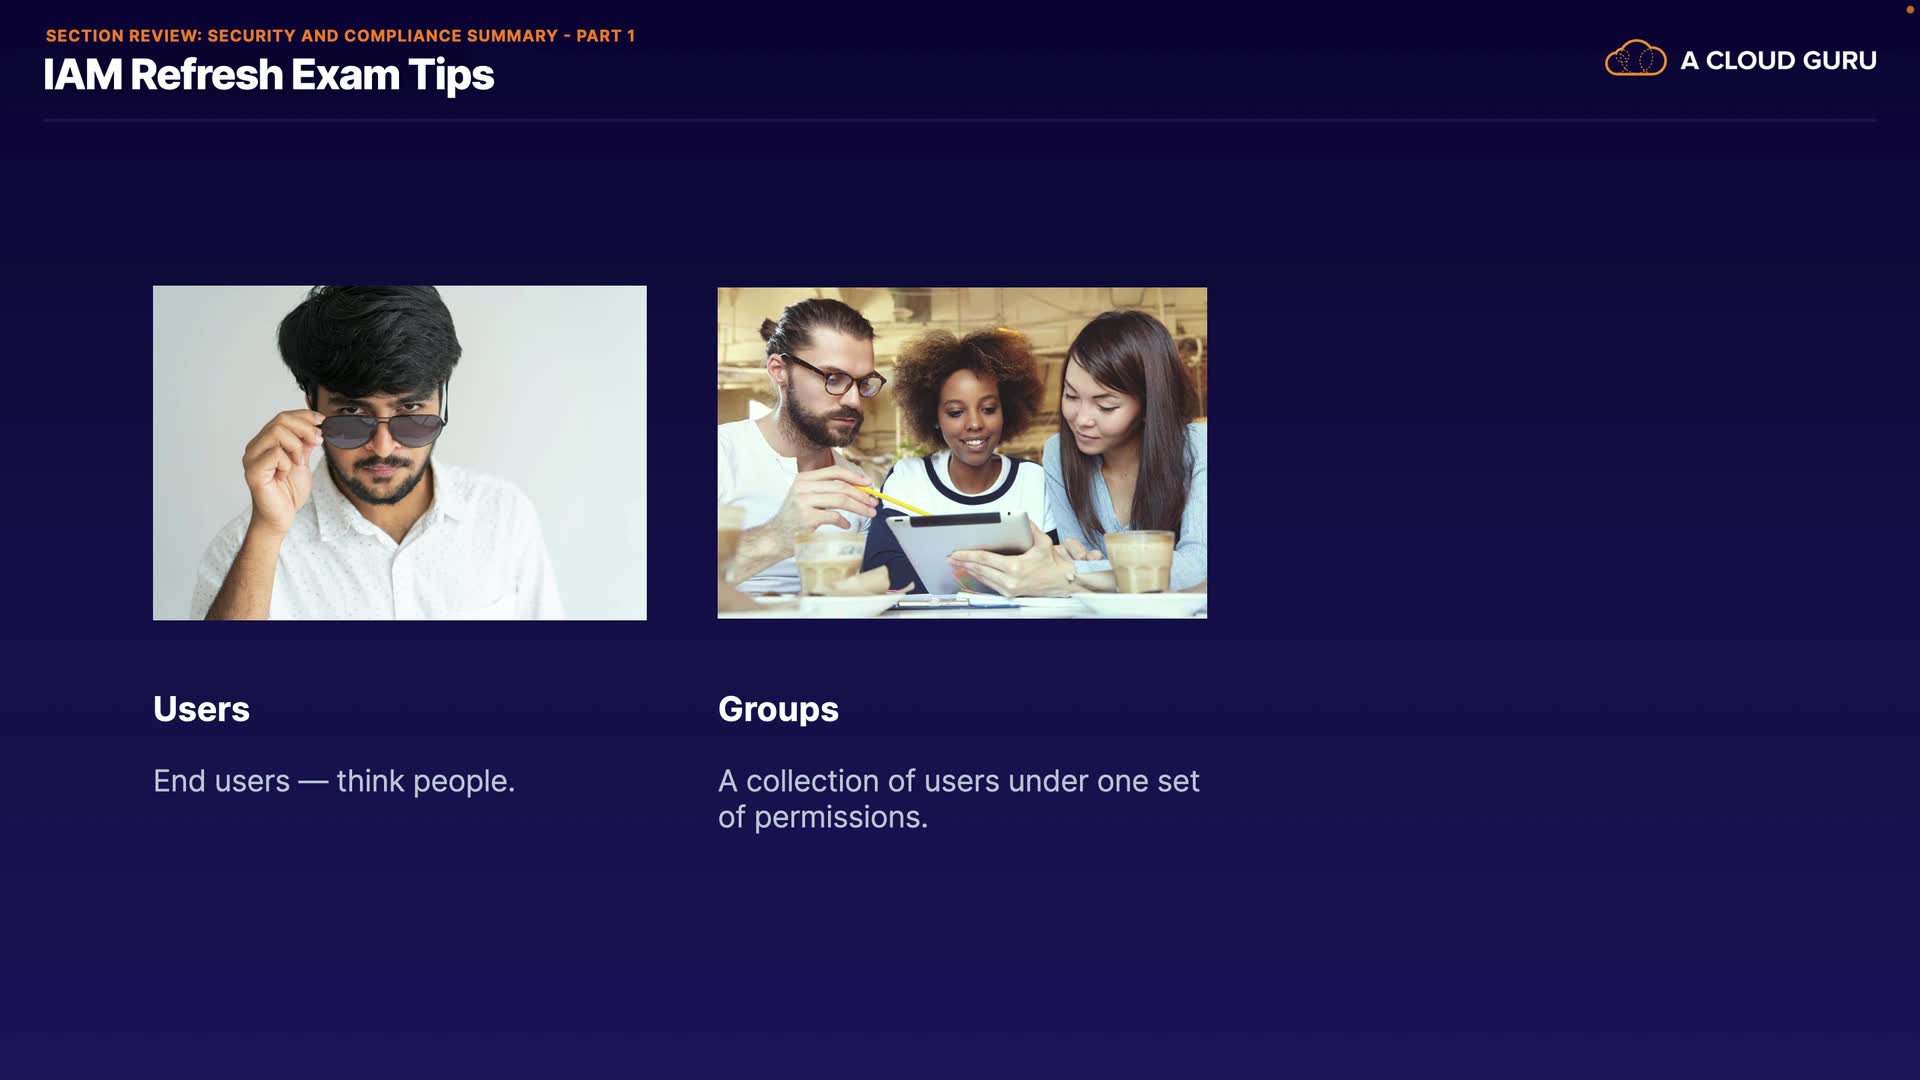 SECTION REVIEW: SECURITY AND COMPLIANCE SUMMARY - PART 1
IAM Refresh Exam Tips
A CLOUD GURU
Users
End users — think people.
Groups
A collection of users under one set
of permissions.